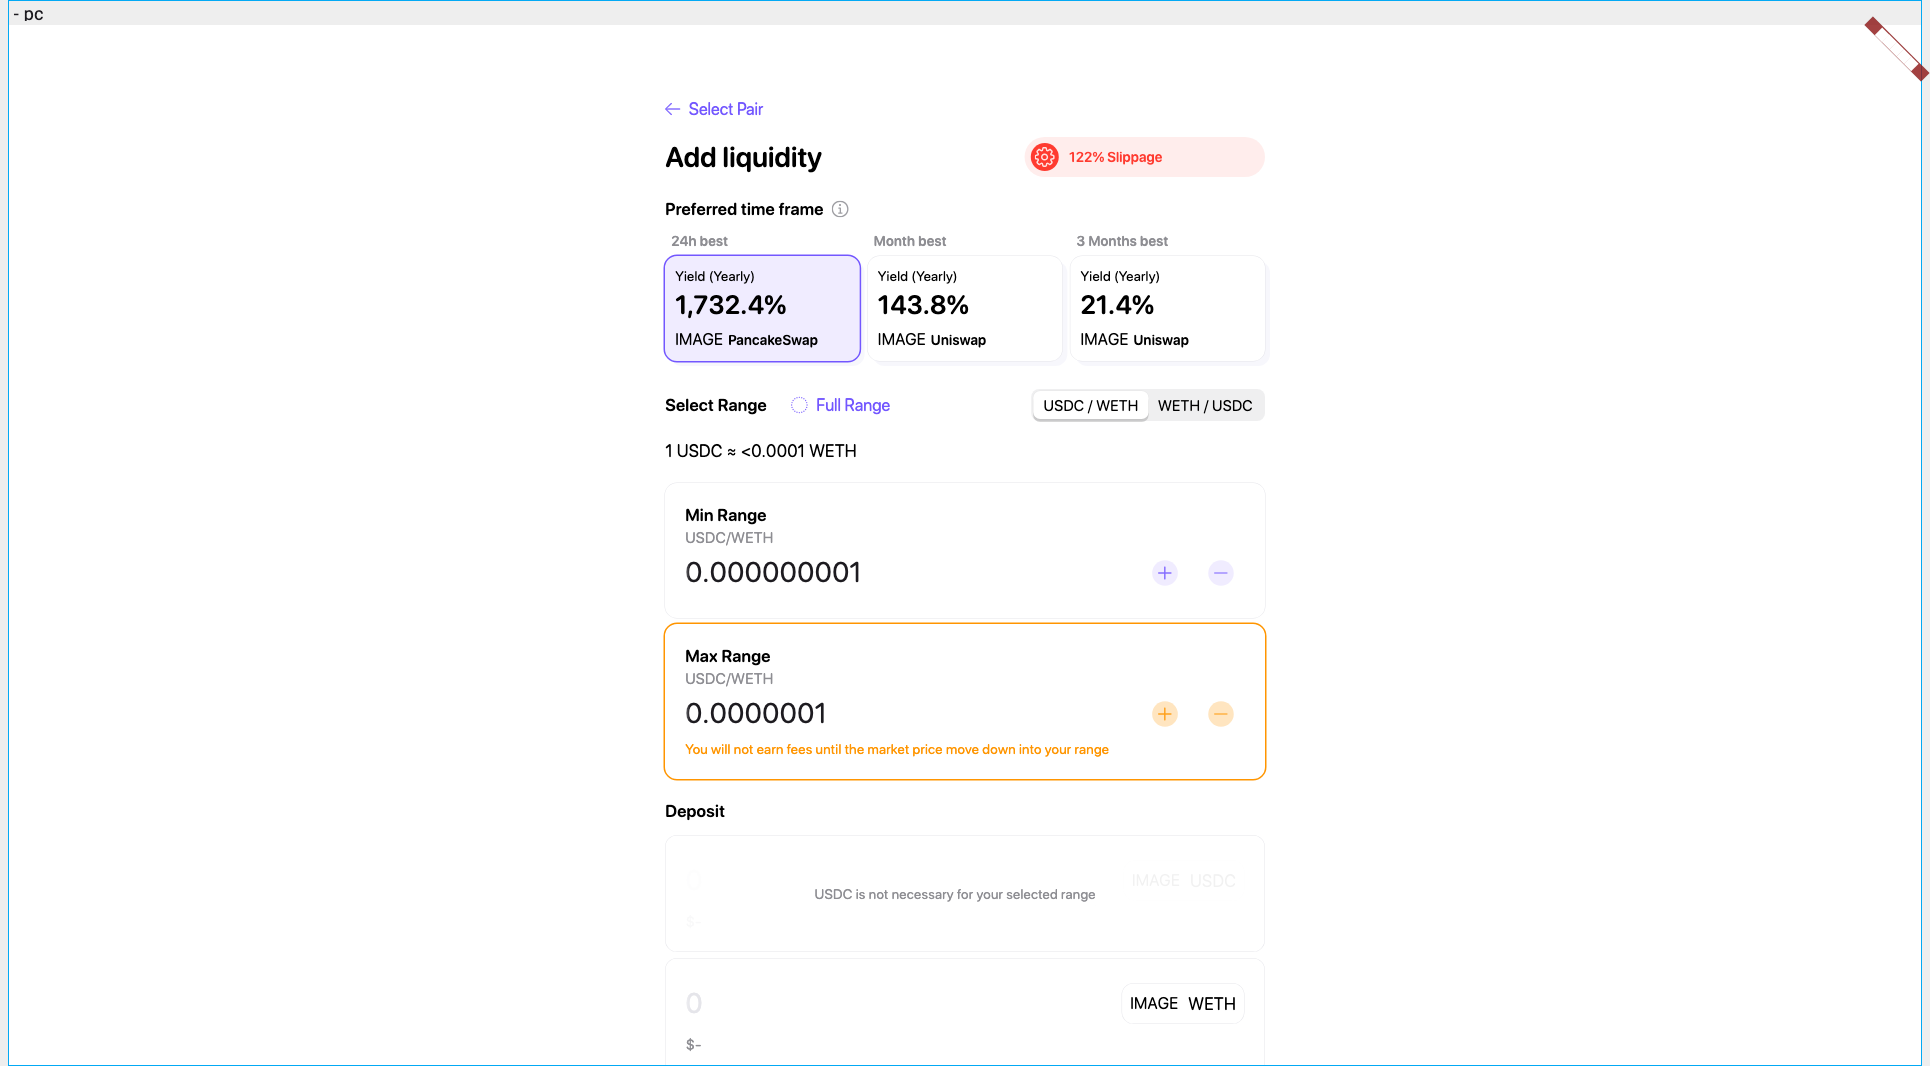 - pc
Select Pair
Add liquidity
122% Slippage
Preferred time frame
24h best
Month best
3 Months best
Yield (Yearly)
1,732.4%
IMAGE PancakeSwap
Yield (Yearly)
143.8%
IMAGE Uniswap
Yield (Yearly)
21.4%
IMAGE Uniswap
Select Range
Full Range
USDC / WETH
WETH / USDC
1 USDC ≈ <0.0001 WETH
Min Range
USDC/WETH
0.000000001
Max Range
USDC/WETH
0.0000001
You will not earn fees until the market price move down into your range
Deposit
IMAGE USDC
USDC is not necessary for your selected range
$-
0
IMAGE WETH
$-